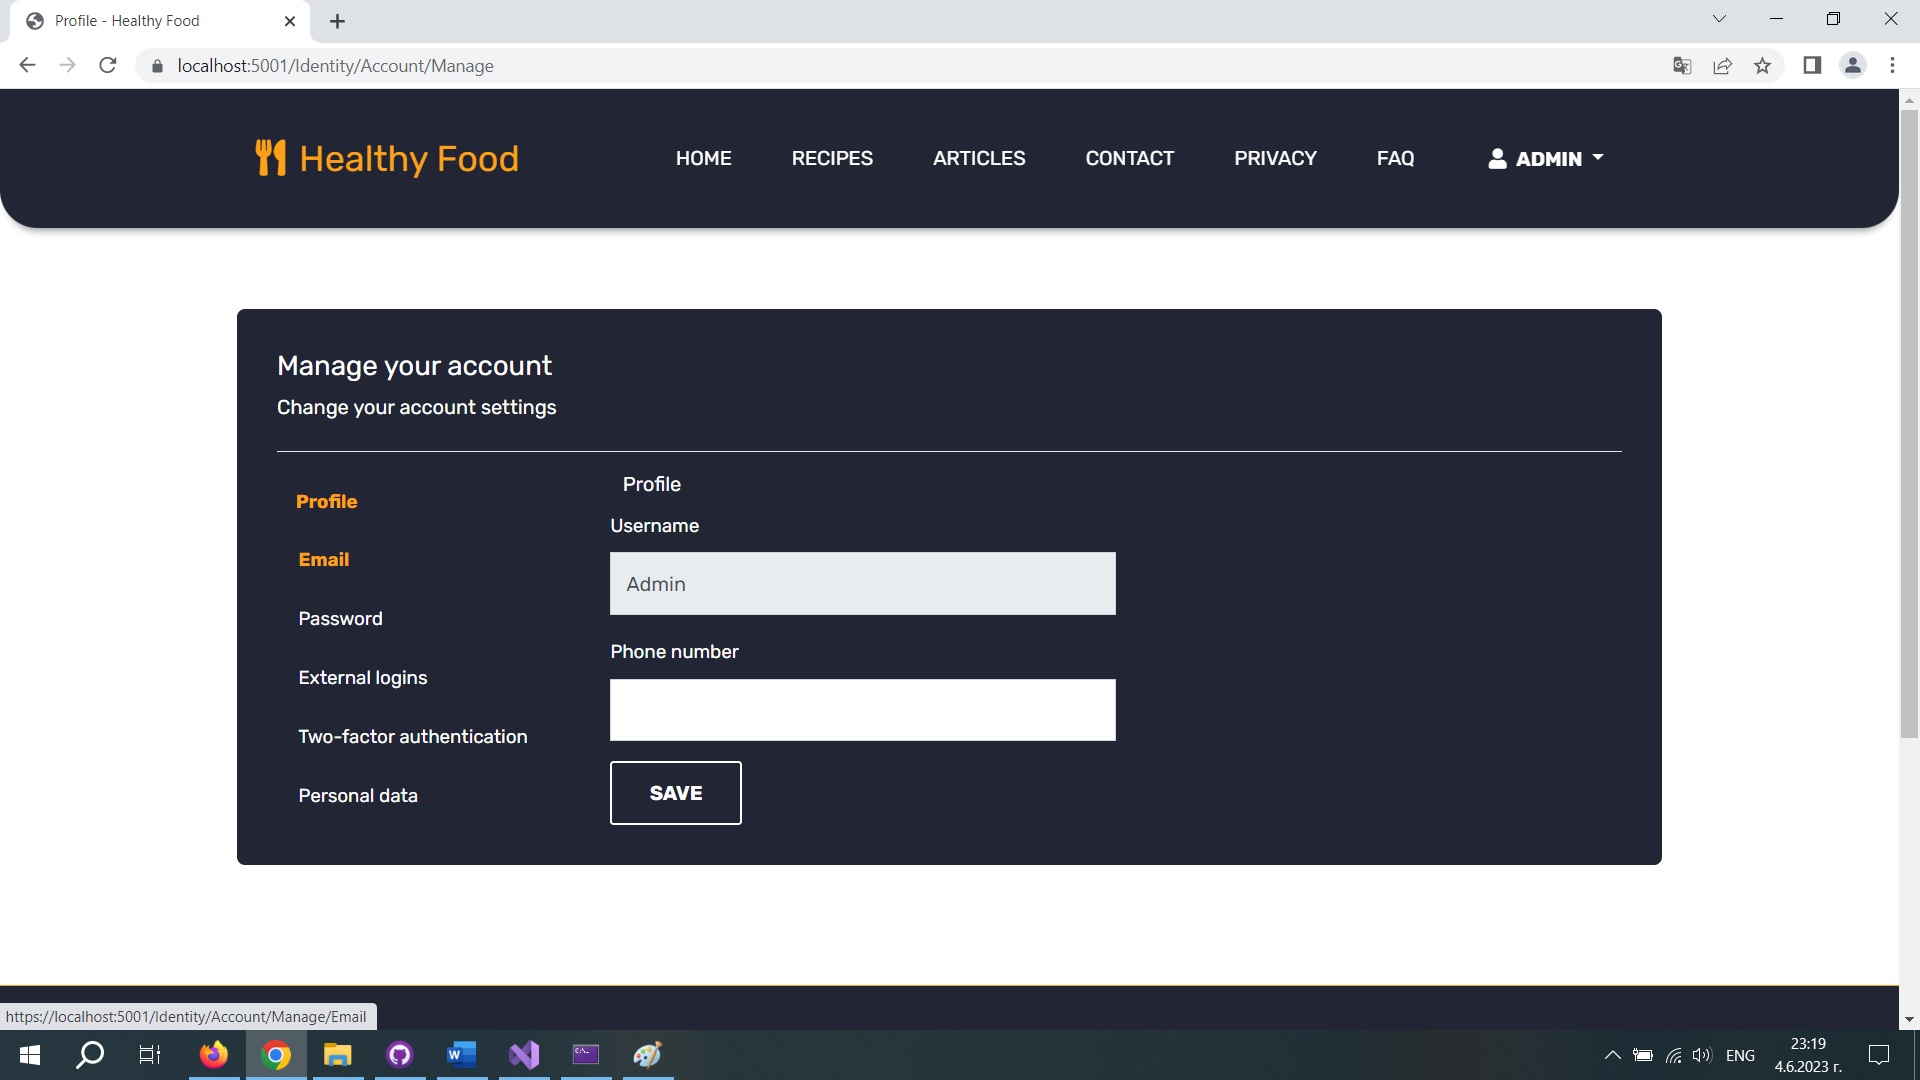 Profile - Healthy Food
localhost:5001/Identity/Account/Manage
Healthy Food
HOME
RECIPES
ARTICLES
CONTACT
PRIVACY
FAQ
ADMIN
Manage your account
Change your account settings
Profile
Email
Password
External logins
Two-factor authentication
Personal data
Profile
Username
Admin
Phone number
SAVE
https://localhost:5001/Identity/Account/Manage/Email
ENG
23:19
4.6.2023 г.